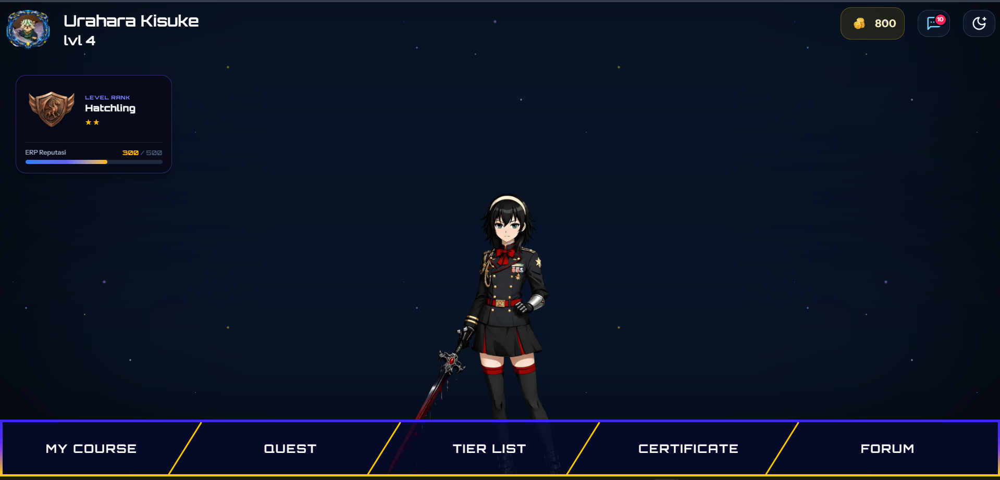 Urahara Kisuke
lvl 4
800
10
LEVEL RANK
Hatchling
ERP Reputasi
300 / 500
MY COURSE
QUEST
TIER LIST
CERTIFICATE
FORUM